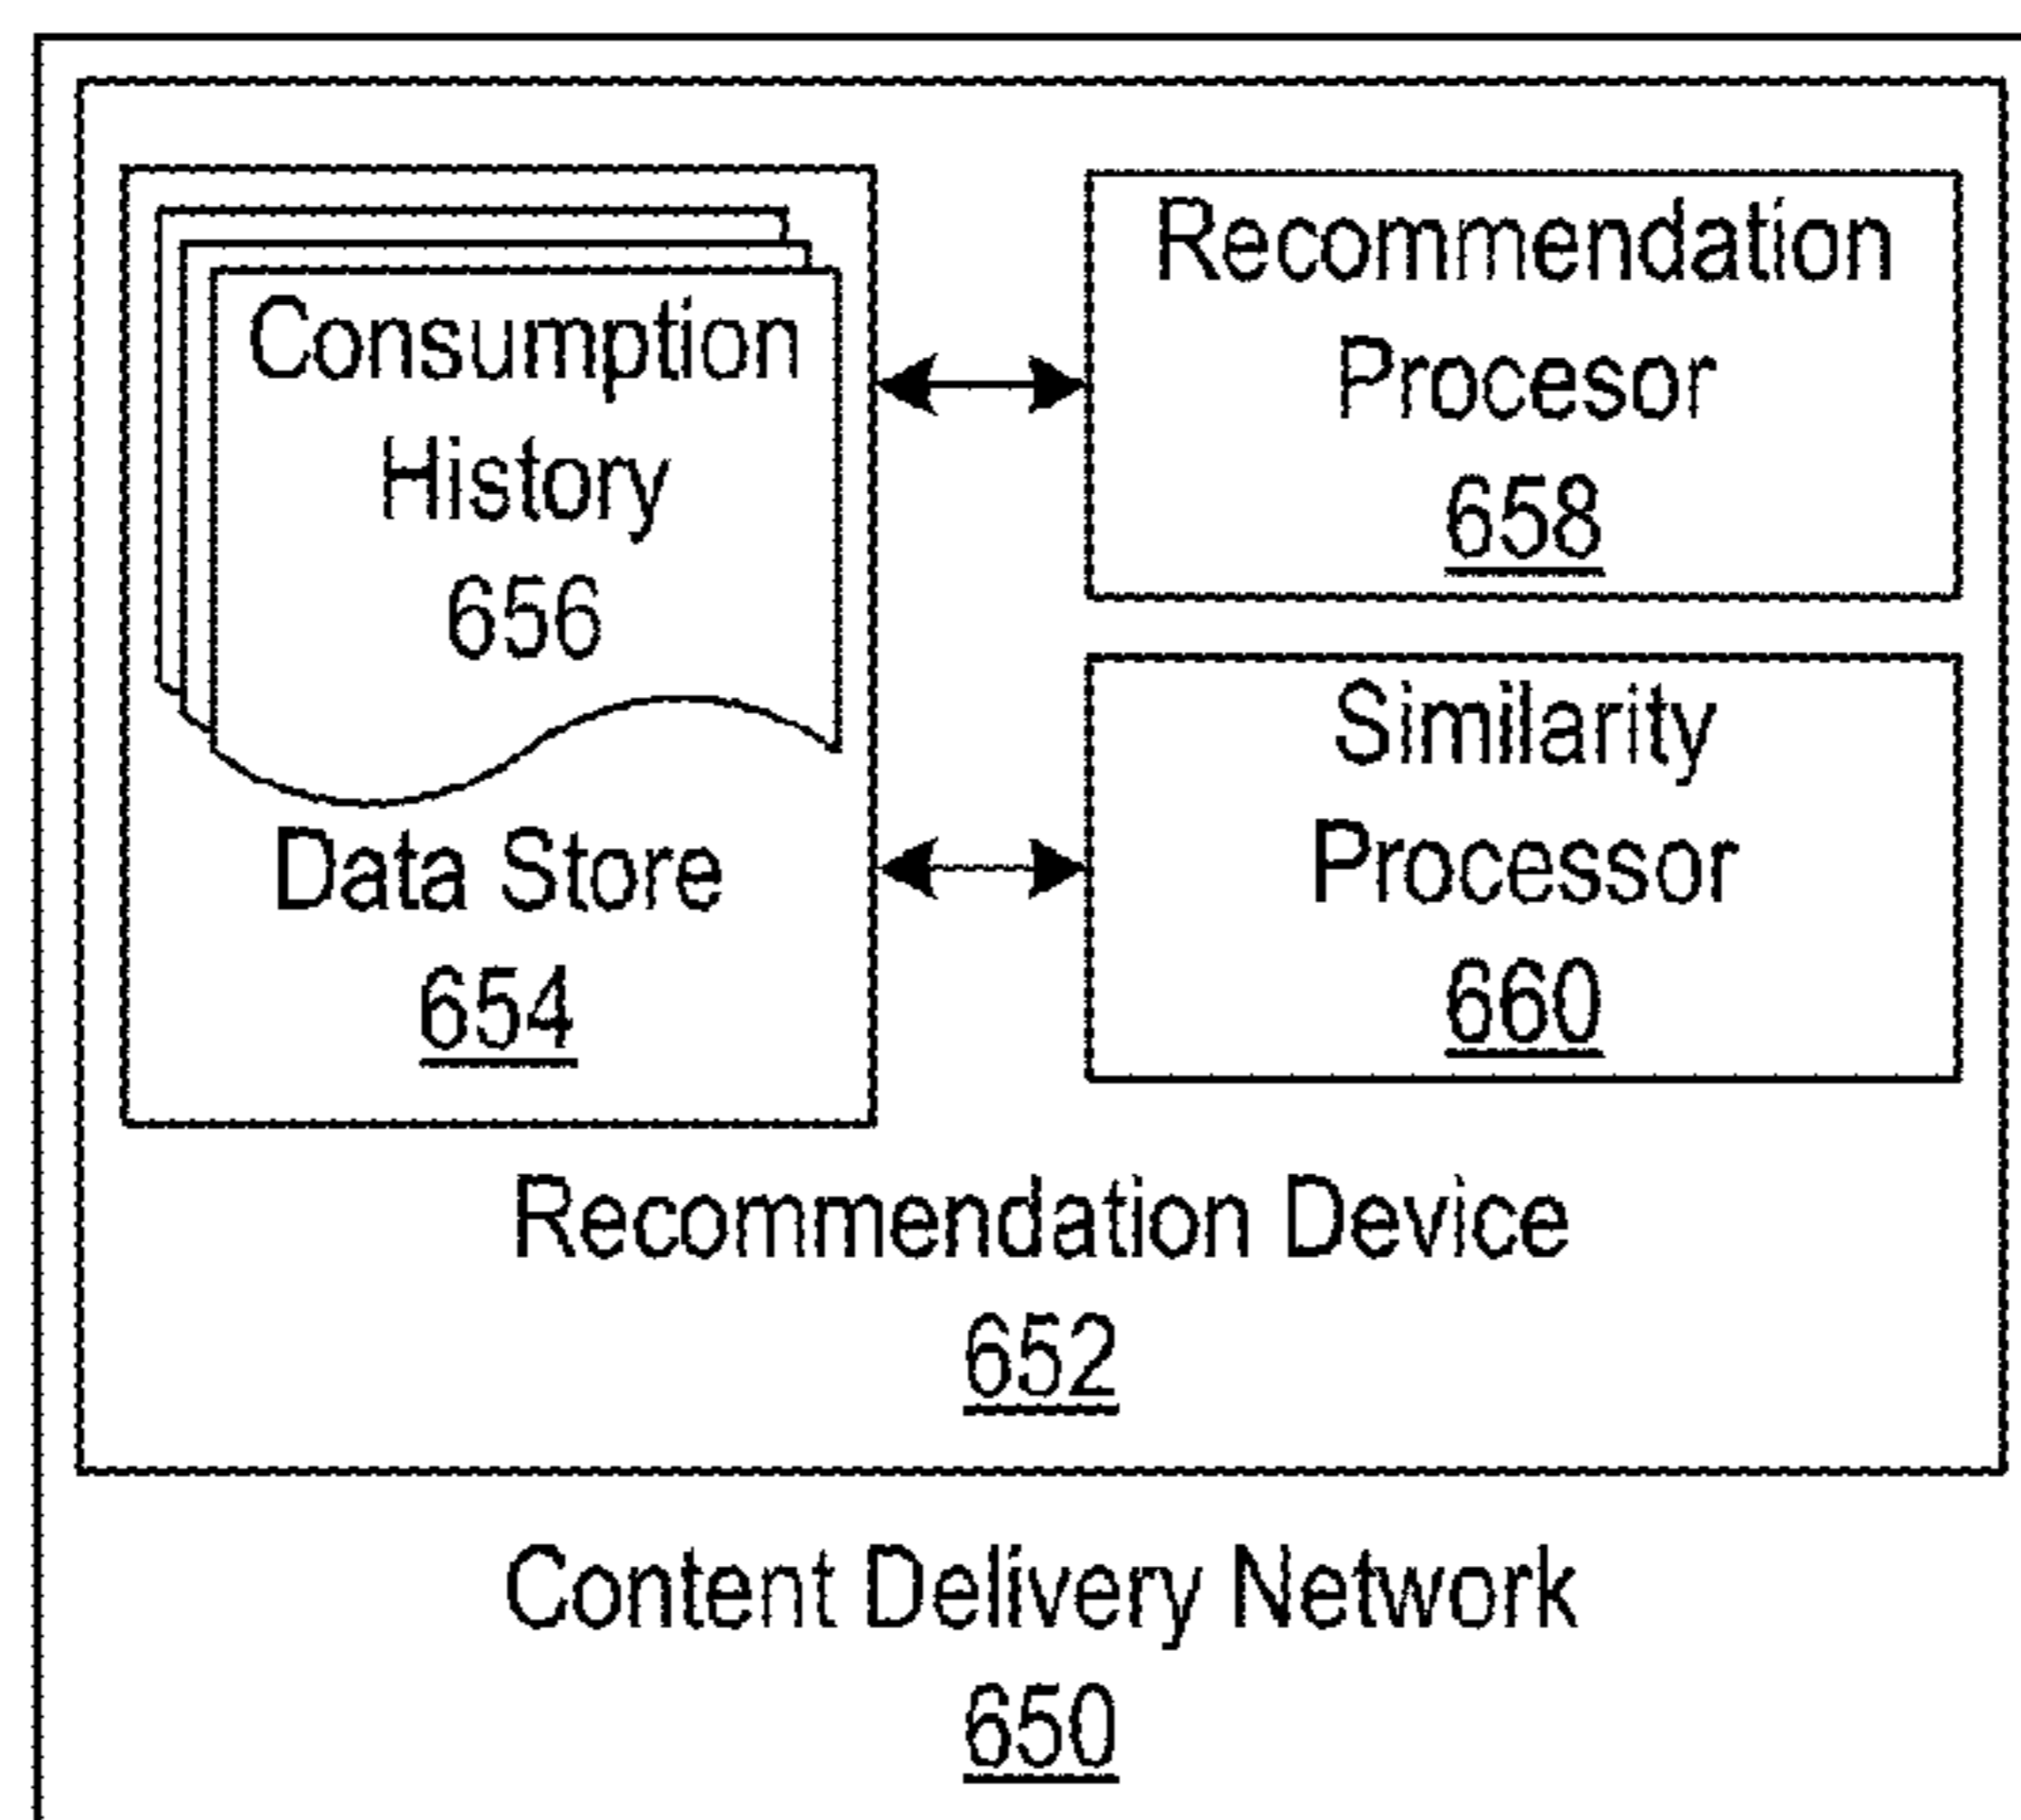 Consumption
History
656
Data Store
654
Recommendation
Procesor
658
Similarity
Processor
660
Recommendation Device
652
Content Delivery Network
650